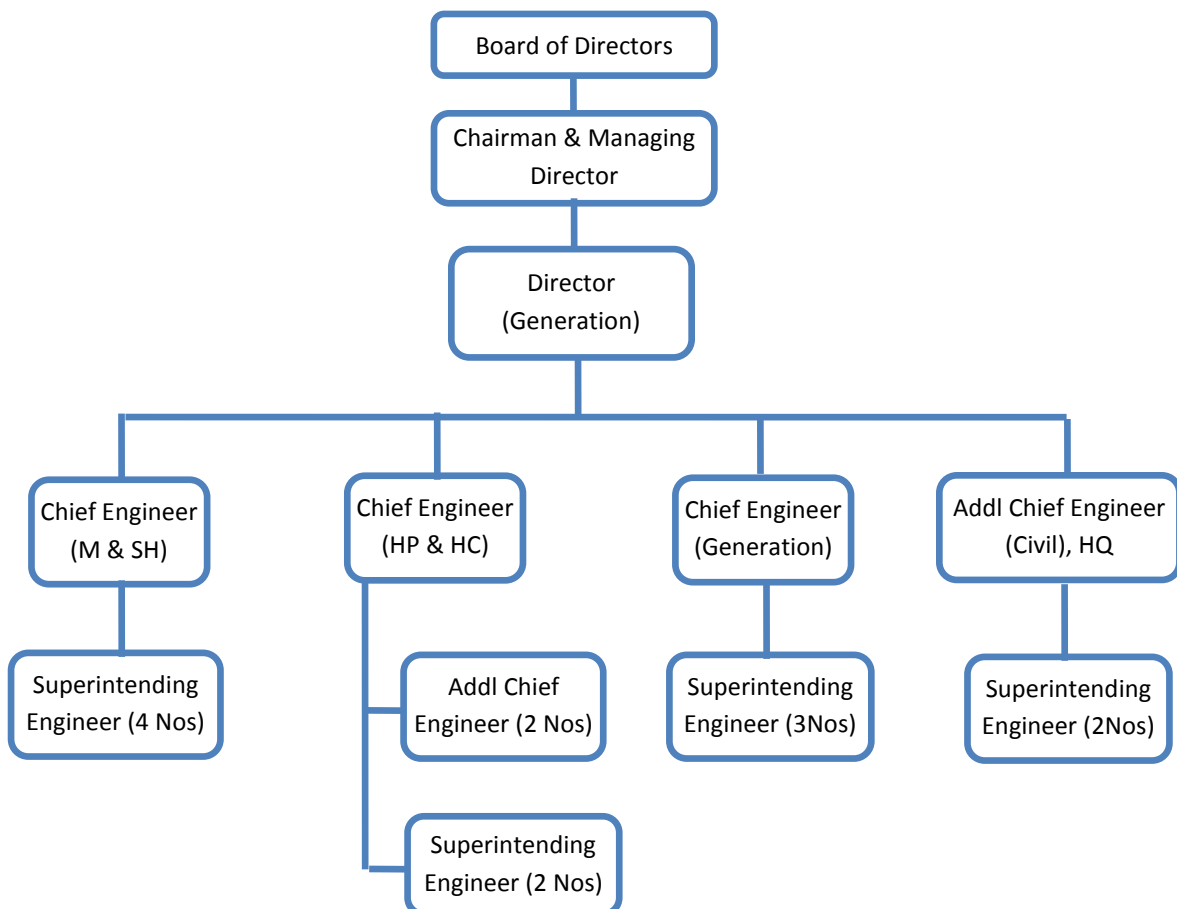 Board of Directors
Chairman & Managing
Director
Director
(Generation)
Chief Engineer
(M & SH)
Chief Engineer
(HP & HC)
Chief Engineer
(Generation)
Addl Chief Engineer
(Civil), HQ
Superintending
Engineer (4 Nos)
Addl Chief
Engineer (2 Nos)
Superintending
Engineer (3Nos)
Superintending
Engineer (2Nos)
Superintending
Engineer (2 Nos)